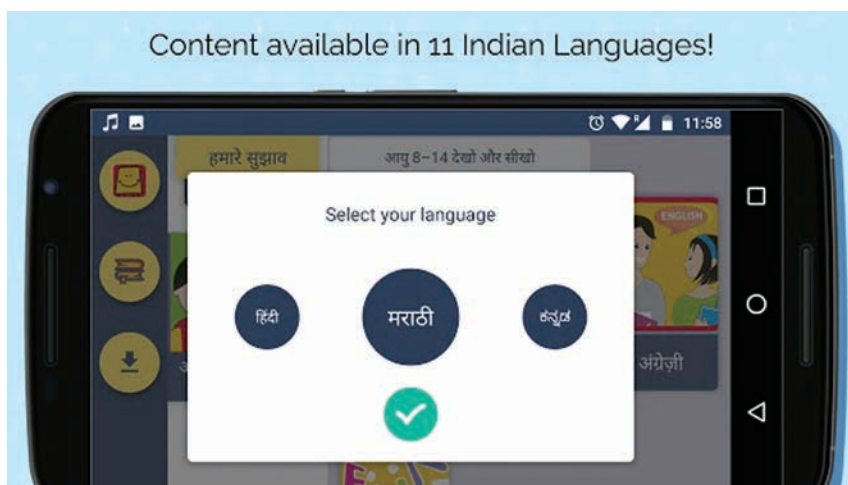 Content available in 11 Indian Languages!
11:58
हमारे सुझाव
आयु 8-14 देखो और सीखो
Select your language
ENGLISH
हिंदी
मराठी
ಕನ್ನಡ
अंग्रेज़ी